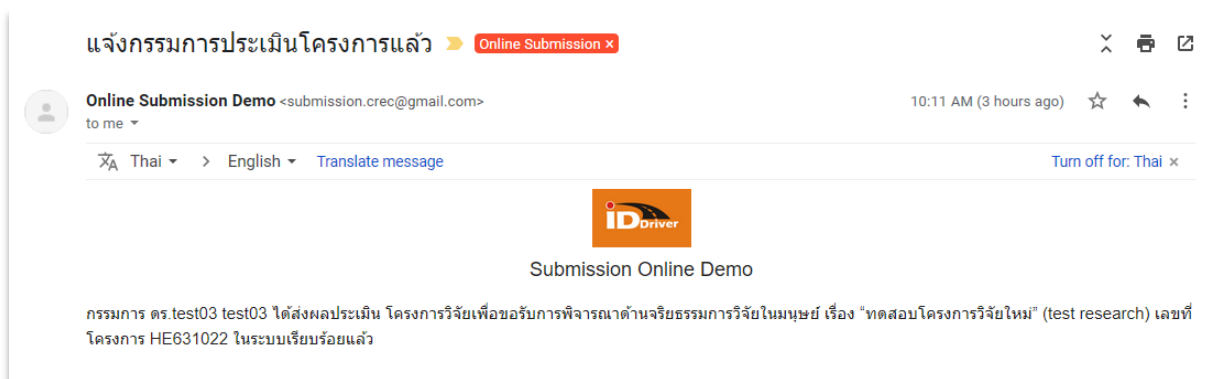 แจ้งกรรมการประเมินโครงการแล้ว Online Submission ×
Online Submission Demo <submission.crec@gmail.com> 10:11 AM (3 hours ago)
to me
Thai > English Translate message Turn off for: Thai ×
iDDriver
Submission Online Demo
กรรมการ ดร.test03 test03 ได้ส่งผลประเมิน โครงการวิจัยเพื่อขอรับการพิจารณาด้านจริยธรรมการวิจัยในมนุษย์ เรื่อง “ทดสอบโครงการวิจัยใหม่” (test research) เลขที่
โครงการ HE631022 ในระบบเรียบร้อยแล้ว